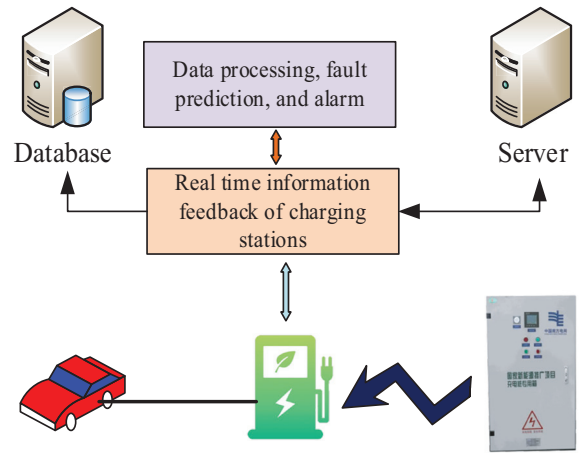 Data processing, fault
prediction, and alarm
Database
Server
Real time information
feedback of charging
stations